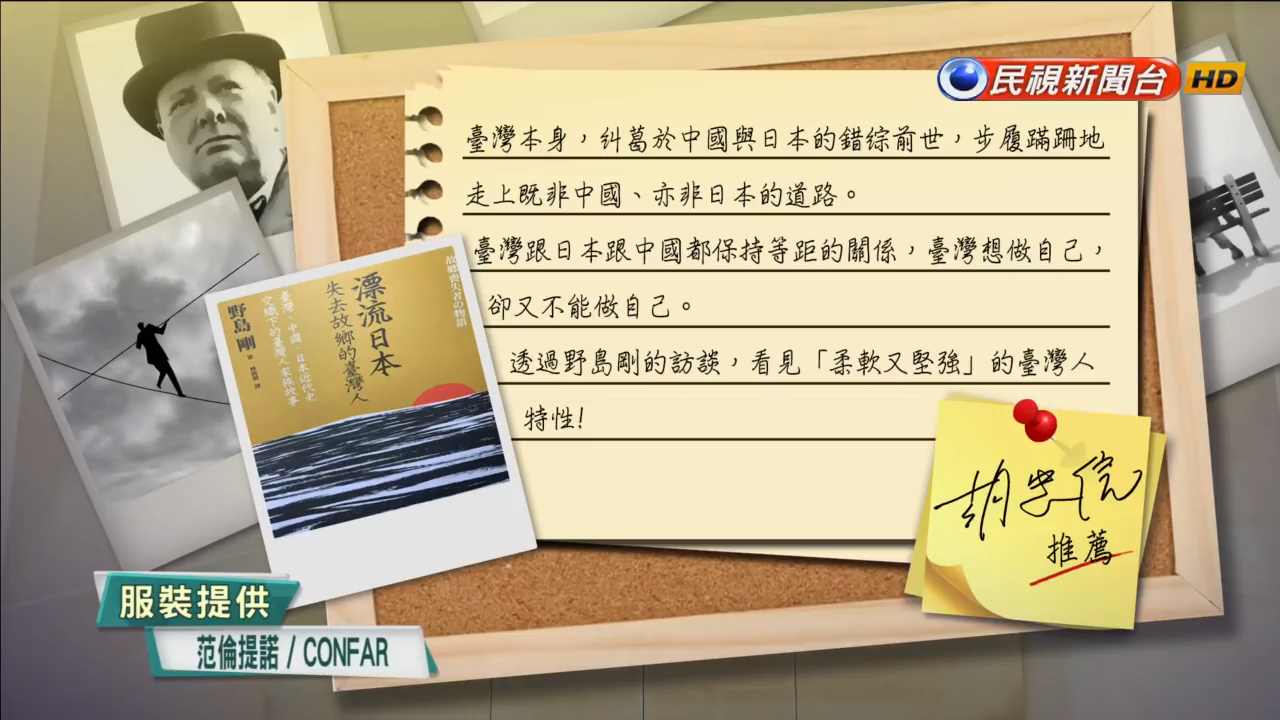 民視新聞台 HD
臺灣本身，糾葛於中國與日本的錯綜前世，步履蹣跚地
走上既非中國、亦非日本的道路。
臺灣跟日本跟中國都保持等距的關係，臺灣想做自己，
卻又不能做自己。
透過野島剛的訪談，看見「柔軟又堅強」的臺灣人
特性!
故鄉喪失者の物語
漂流日本
失去故鄉的臺灣人
臺灣、中國、日本近代史
交織下的臺灣人家族故事
野島 剛 著
胡忠信
推薦
服裝提供
范倫提諾 / CONFAR